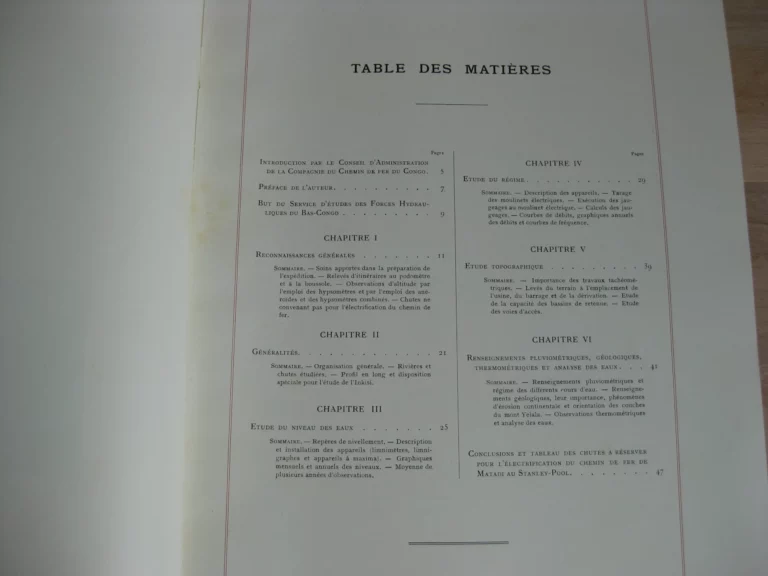 TABLE DES MATIÈRES
Pages
INTRODUCTION PAR LE CONSEIL D'ADMINISTRATION
DE LA COMPAGNIE DU CHEMIN DE FER DU CONGO. 5
PRÉFACE DE L'AUTEUR. . . . . . . . . . . 7
BUT DU SERVICE D'ÉTUDES DES FORCES HYDRAU-
LIQUES DU BAS-CONGO . . . . . . . . . 9
CHAPITRE I
RECONNAISSANCES GÉNÉRALES . . . . . . . 11
SOMMAIRE. — Soins apportés dans la préparation de
l'expédition. — Relevés d'itinéraires au podomètre
et à la boussole. — Observations d'altitude par
l'emploi des hypsomètres et par l'emploi des ané-
roïdes et des hypsomètres combinés. — Chutes ne
convenant pas pour l'électrification du chemin de
fer.
CHAPITRE II
GÉNÉRALITÉS. . . . . . . . . . . . . 21
SOMMAIRE. — Organisation générale. — Rivières et
chutes étudiées. — Profil en long et disposition
spéciale pour l'étude de l'Inkisi.
CHAPITRE III
ETUDE DU NIVEAU DES EAUX . . . . . . . 25
SOMMAIRE. — Repères de nivellement. — Description
et installation des appareils (limnimètres, limni-
graphes et appareils à maxima). — Graphiques
mensuels et annuels des niveaux. — Moyenne de
plusieurs années d'observations.
Pages
CHAPITRE IV
ETUDE DU RÉGIME. . . . . . . . . . . 29
SOMMAIRE. — Description des appareils. — Tarage
des moulinets électriques. — Exécution des jau-
geages au moulinet électrique. — Calculs des jau-
geages. — Courbes de débits, graphiques annuels
des débits et courbes de fréquence.
CHAPITRE V
ETUDE TOPOGRAPHIQUE . . . . . . . . . 39
SOMMAIRE. — Importance des travaux tachéomé-
triques. — Levés du terrain à l'emplacement de
l'usine, du barrage et de la dérivation. — Etude
de la capacité des bassins de retenue. — Etude
des voies d'accès.
CHAPITRE VI
RENSEIGNEMENTS PLUVIOMÉTRIQUES, GÉOLOGIQUES,
THERMOMÉTRIQUES ET ANALYSE DES EAUX. . . 42
SOMMAIRE. — Renseignements pluviométriques et
régime des différents cours d'eau. — Renseigne-
ments géologiques, leur importance, phénomènes
d'érosion continentale et orientation des couches
du mont Yelala. — Observations thermométriques
et analyse des eaux.
CONCLUSIONS ET TABLEAU DES CHUTES A RÉSERVER
POUR L'ÉLECTRIFICATION DU CHEMIN DE FER DE
MATADI AU STANLEY-POOL. . . . . . . . 47